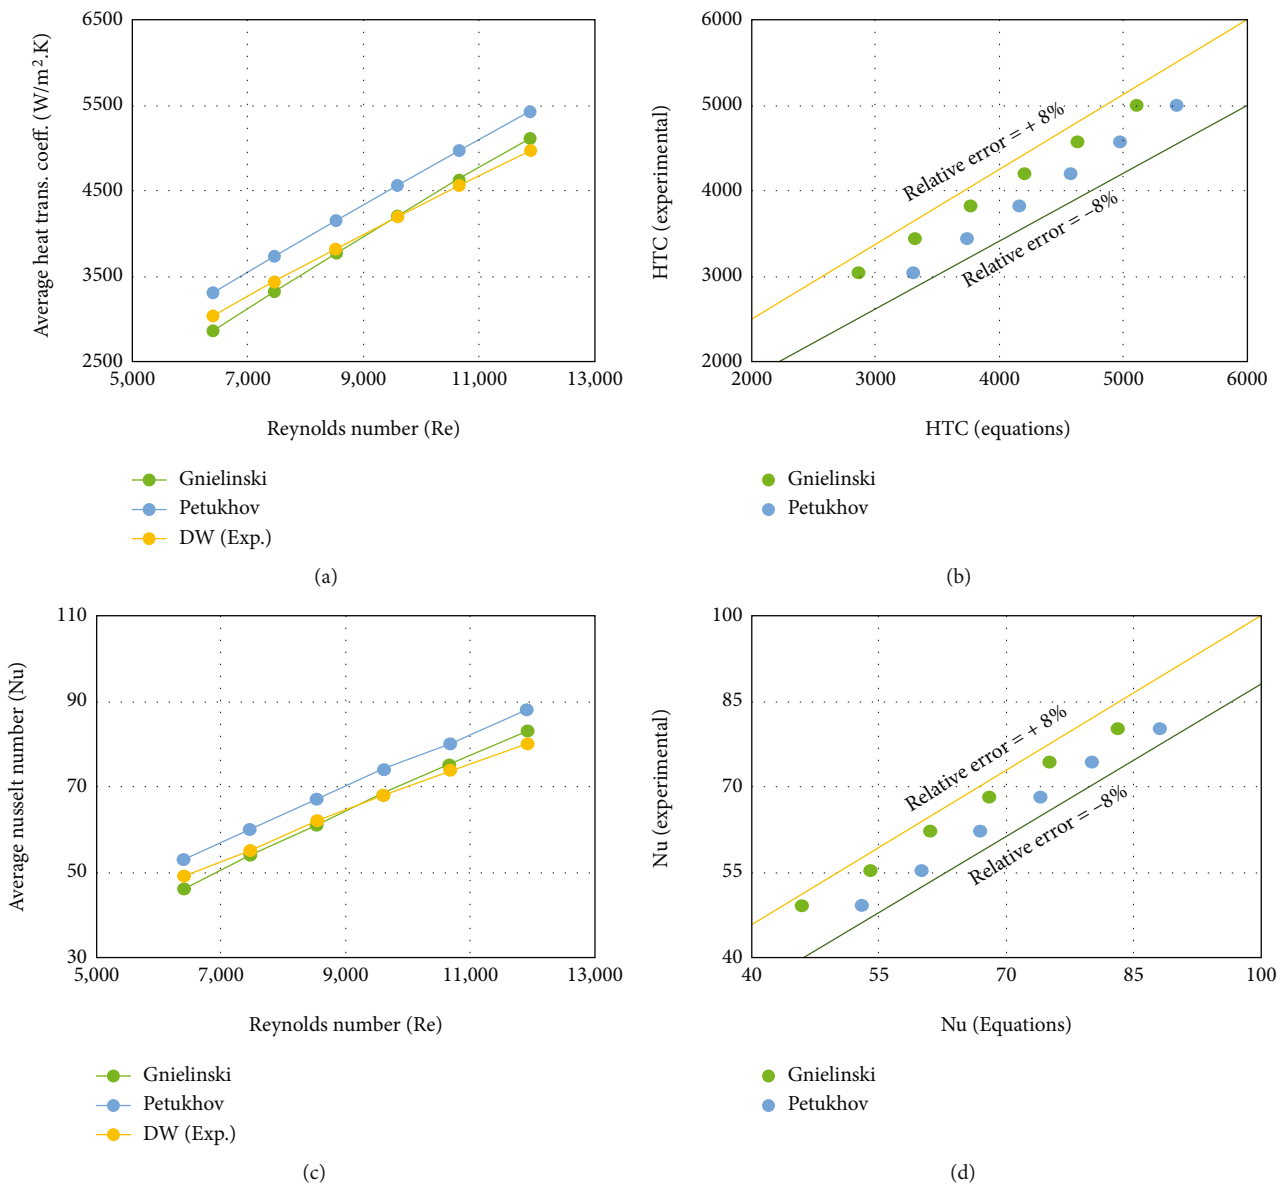 6500
5500
4500
3500
2500
Average heat trans. coeff. (W/m².K)
5,000 7,000 9,000 11,000 13,000
Reynolds number (Re)
Gnielinski
Petukhov
DW (Exp.)
(a)
6000
5000
4000
3000
2000
HTC (experimental)
Relative error = + 8%
Relative error = –8%
2000 3000 4000 5000 6000
HTC (equations)
Gnielinski
Petukhov
(b)
110
90
70
50
30
Average nusselt number (Nu)
5,000 7,000 9,000 11,000 13,000
Reynolds number (Re)
Gnielinski
Petukhov
DW (Exp.)
(c)
100
85
70
55
40
Nu (experimental)
Relative error = + 8%
Relative error = –8%
40 55 70 85 100
Nu (Equations)
Gnielinski
Petukhov
(d)